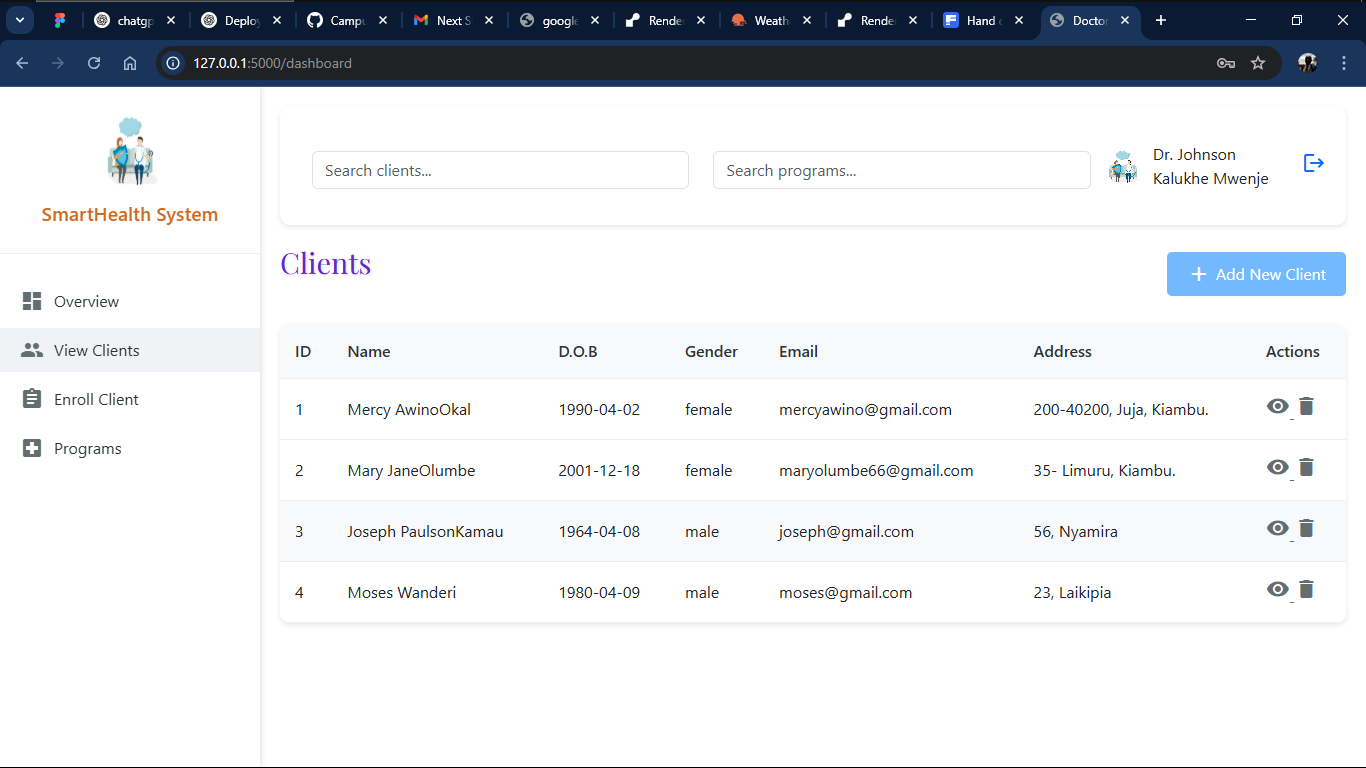 chatgp
Deploy
Campu
Next S
google
Render
Weathe
Render
Hand c
Doctor
127.0.0.1:5000/dashboard
SmartHealth System
Overview
View Clients
Enroll Client
Programs
Search clients...
Search programs...
Dr. Johnson
Kalukhe Mwenje
Clients
Add New Client
ID Name D.O.B Gender Email Address Actions
1 Mercy AwinoOkal 1990-04-02 female mercyawino@gmail.com 200-40200, Juja, Kiambu.
2 Mary JaneOlumbe 2001-12-18 female maryolumbe66@gmail.com 35- Limuru, Kiambu.
3 Joseph PaulsonKamau 1964-04-08 male joseph@gmail.com 56, Nyamira
4 Moses Wanderi 1980-04-09 male moses@gmail.com 23, Laikipia